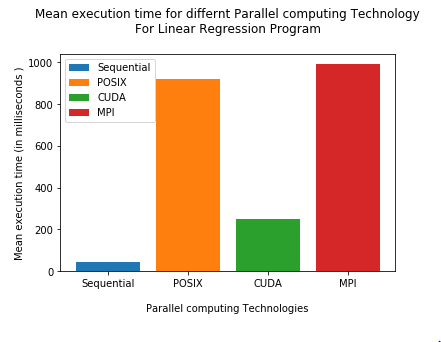 Mean execution time for differnt Parallel computing Technology
For Linear Regression Program
Mean execution time (in milliseconds )
1000
800
600
400
200
0
Sequential
POSIX
CUDA
MPI
Sequential
POSIX
CUDA
MPI
Parallel computing Technologies